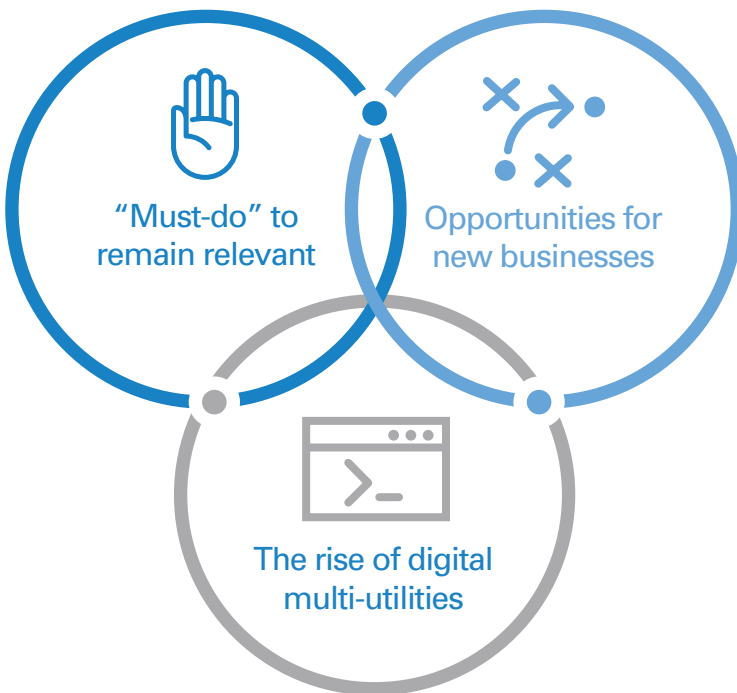 “Must-do” to
remain relevant
Opportunities for
new businesses
The rise of digital
multi-utilities